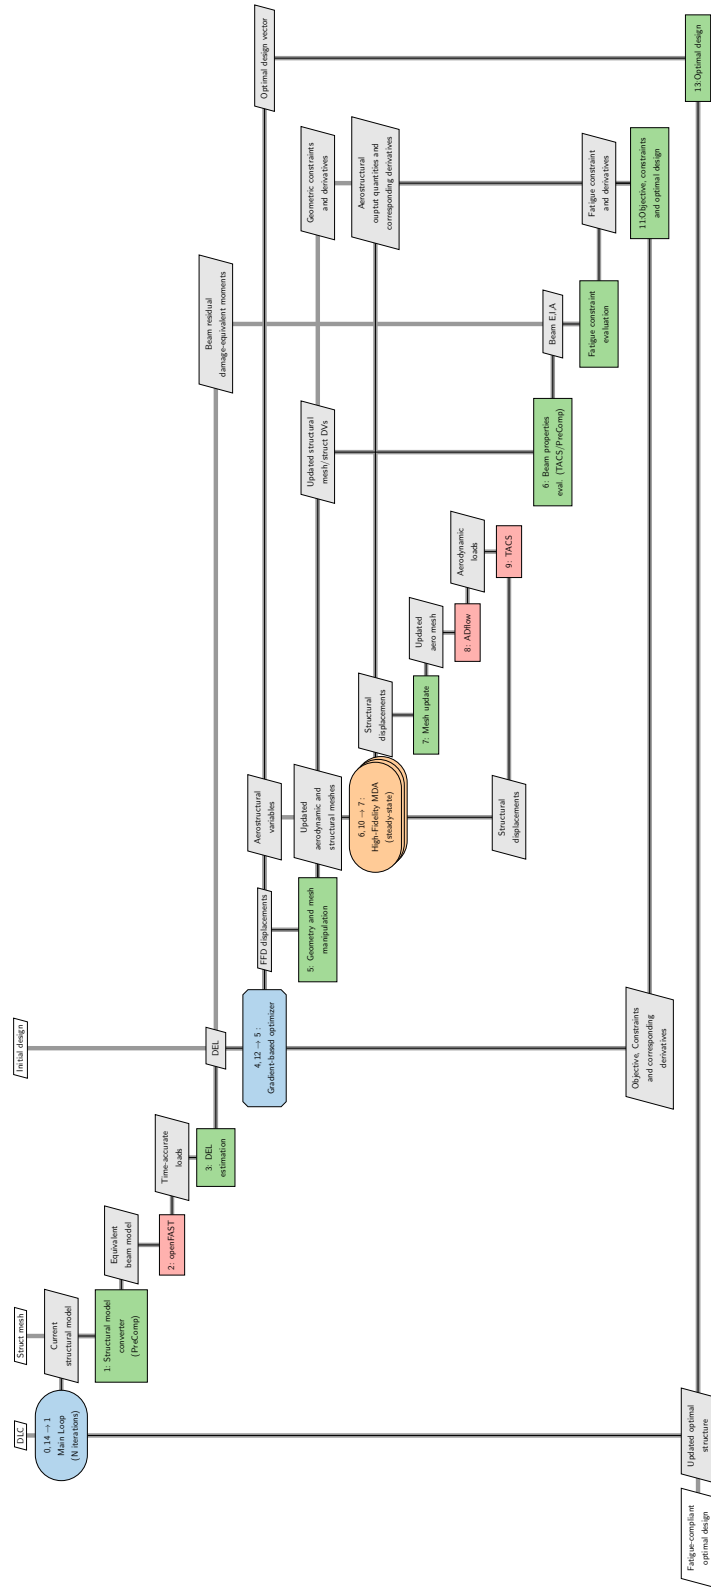 DLC
Struct mesh
Initial design
0, 14 → 1
Main Loop
(N iterations)
Current
structural model
1: Structural model
converter
(PreComp)
Equivalent
beam model
2: openFAST
Time-accurate
loads
3: DEL
estimation
DEL
Beam residual
damage-equivalent moments
4, 12 → 5 :
Gradient-based optimizer
FFD displacements
Aerostructural
variables
Optimal design vector
5: Geometry and mesh
manipulation
Updated
aerodynamic and
structural meshes
Updated structural
mesh/struct DVs
Geometric constraints
and derivatives
6, 10 → 7 :
High-Fidelity MDA
(steady-state)
Structural
displacements
Aerostructural
ouptut quantities and
corresponding derivatives
7: Mesh update
Updated
aero mesh
8: ADflow
Aerodynamic
loads
Structural
displacements
9: TACS
6: Beam properties
eval. (TACS/PreComp)
Beam E,I,A
Fatigue constraint
evaluation
Fatigue constraint
and derivatives
Objective, Constraints
and corresponding
derivatives
11:Objective, constraints
and optimal design
Fatigue-compliant
optimal design
Updated optimal
structure
13:Optimal design